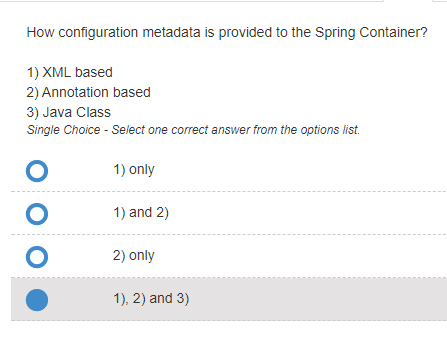 How configuration metadata is provided to the Spring Container?
1) XML based
2) Annotation based
3) Java Class
Single Choice - Select one correct answer from the options list.
1) only
1) and 2)
2) only
1), 2) and 3)